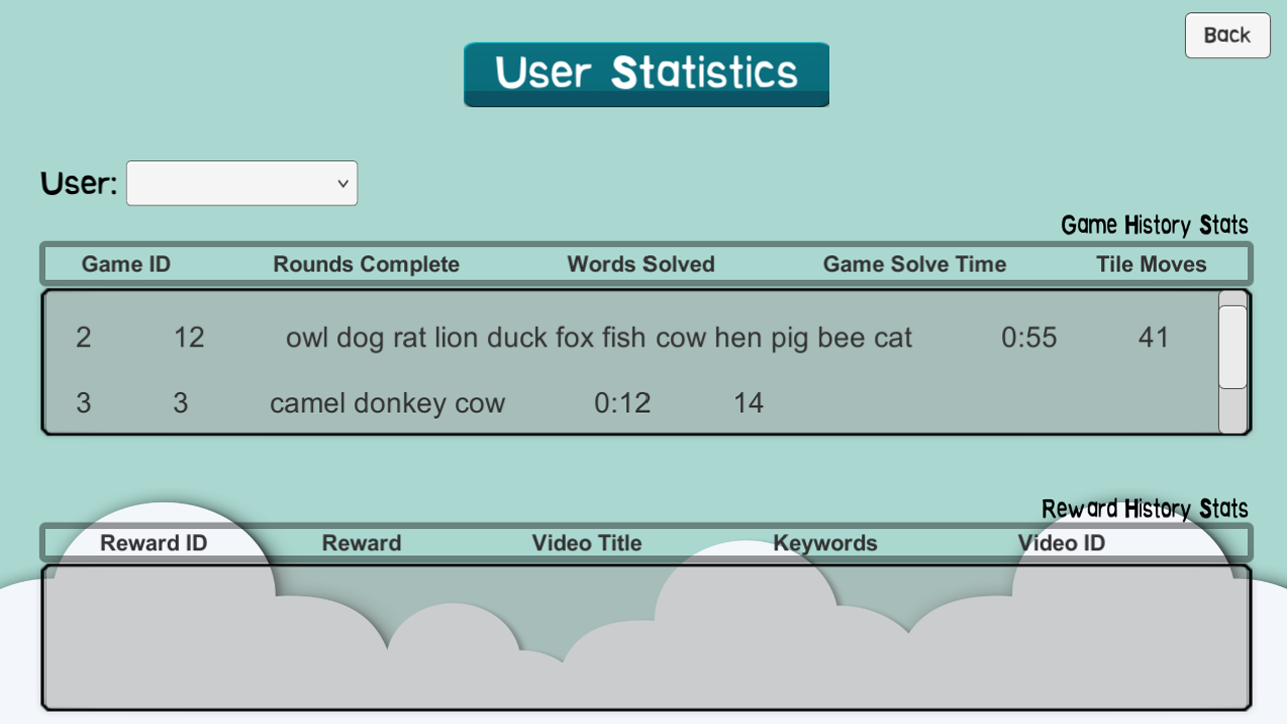 Back
User Statistics
User:
Game History Stats
Game ID Rounds Complete Words Solved Game Solve Time Tile Moves
2 12 owl dog rat lion duck fox fish cow hen pig bee cat 0:55 41
3 3 camel donkey cow 0:12 14
Reward History Stats
Reward ID Reward Video Title Keywords Video ID